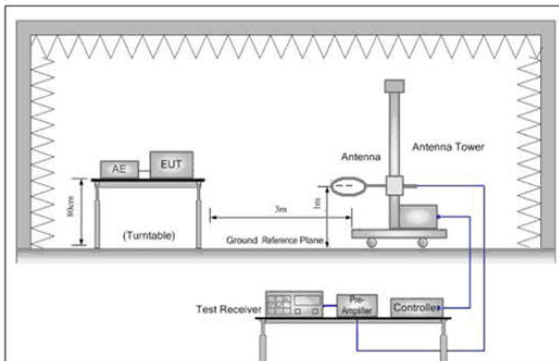 AE
EUT
80cm
(Turntable)
3m
Antenna
Antenna Tower
1m
Ground Reference Plane
Test Receiver
Pre-
Amplifier
Controller